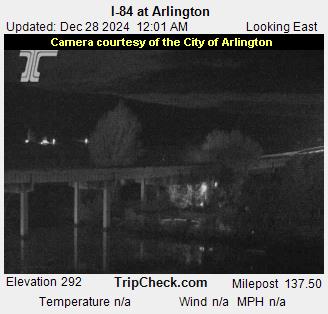 I-84 at Arlington
Updated: Dec 28 2024 12:01 AM Looking East
Camera courtesy of the City of Arlington
Elevation 292 TripCheck.com Milepost 137.50
Temperature n/a Wind n/a MPH n/a